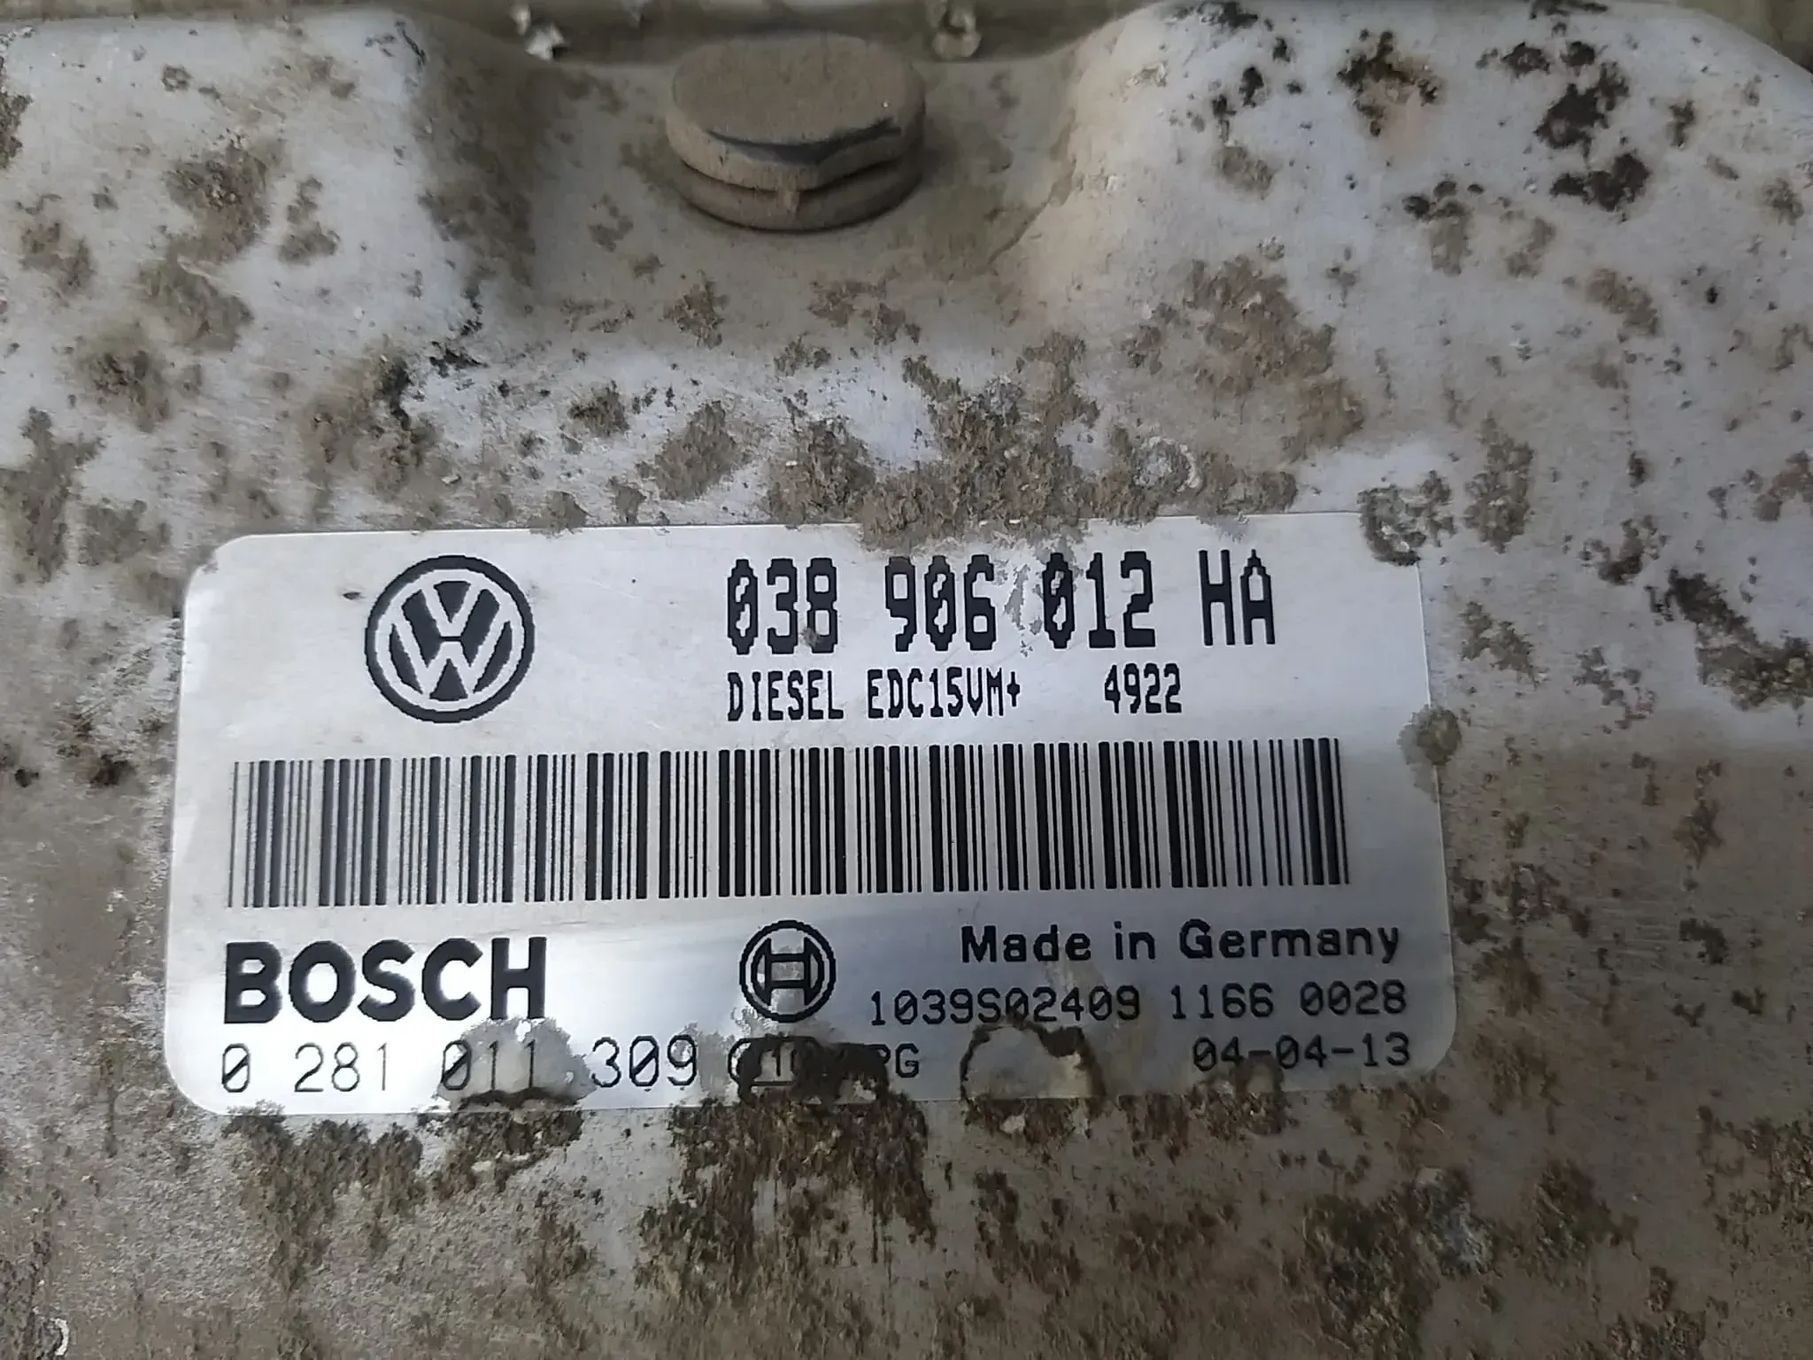 038 906 012 HA
DIESEL EDC15VM+ 4922
BOSCH
Made in Germany
1039S02409 1166 0028
0 281 011 309
04-04-13